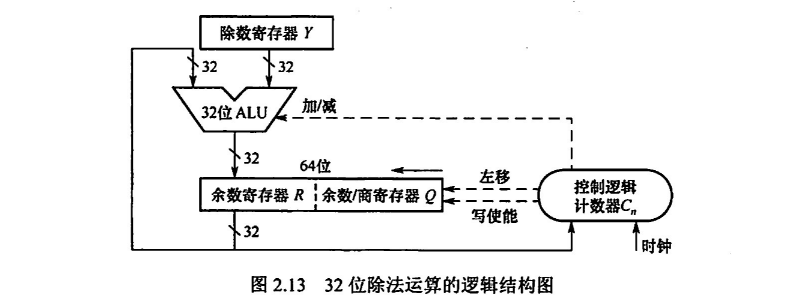 除数寄存器 Y
32
32
32位 ALU
加/减
32
64位
余数寄存器 R
余数/商寄存器 Q
左移
写使能
控制逻辑
计数器Cn
32
时钟
图 2.13 32 位除法运算的逻辑结构图